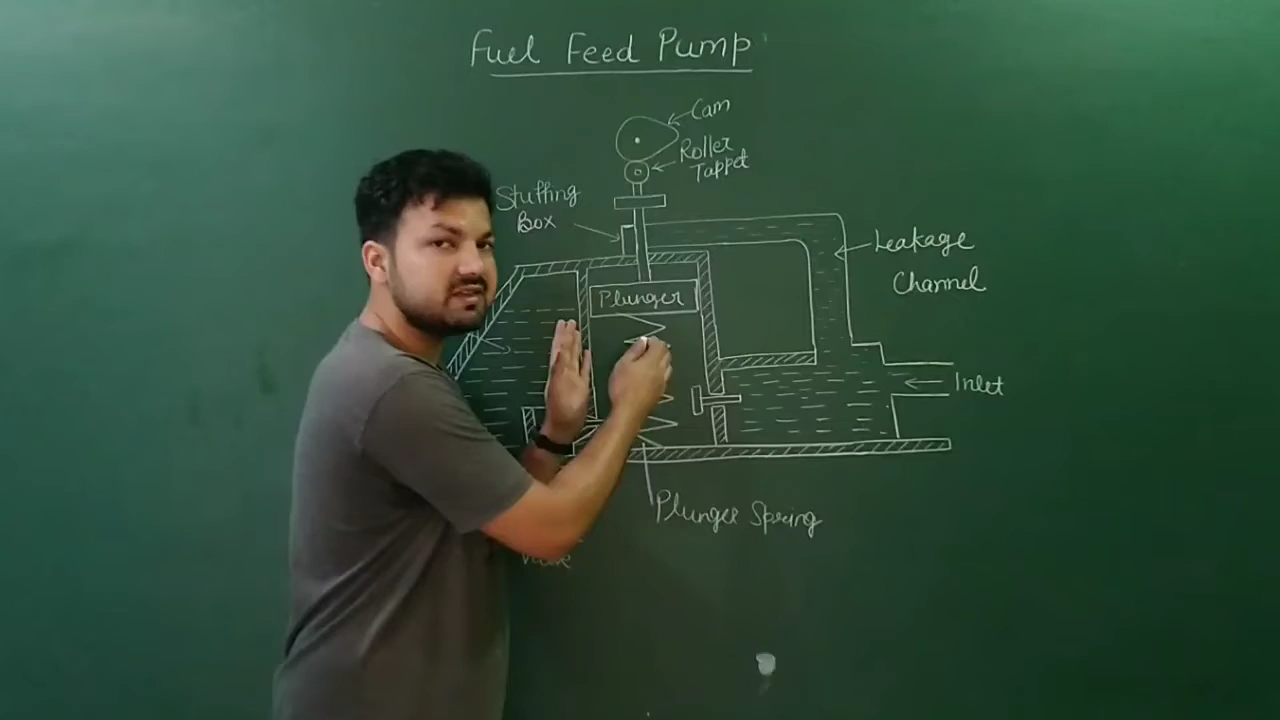 Fuel Feed Pump
Cam
Roller
Tappet
Stuffing
Box
Leakage
Channel
Plunger
Inlet
Plunger Spring